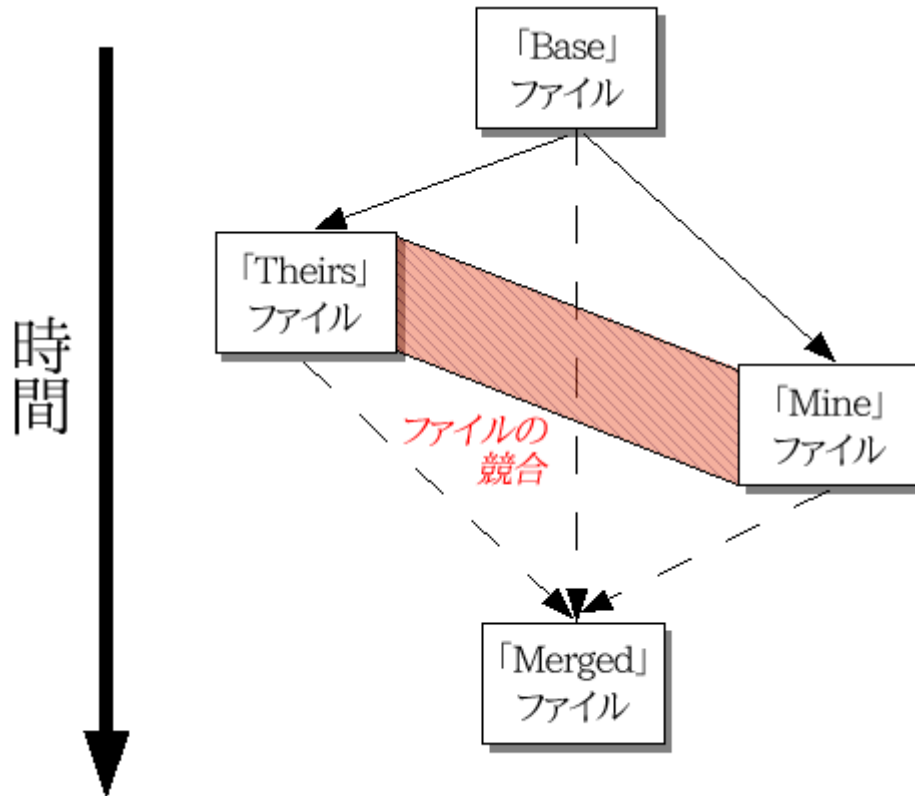 「Base」
ファイル
「Theirs」
ファイル
時間
「Mine」
ファイル
ファイルの
競合
「Merged」
ファイル